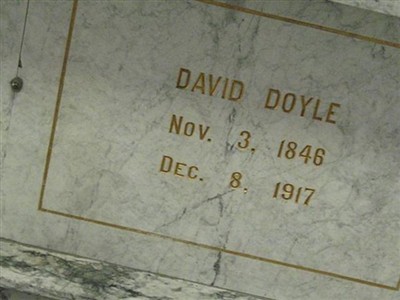 DAVID DOYLE
NOV. 3, 1846
DEC. 8, 1917